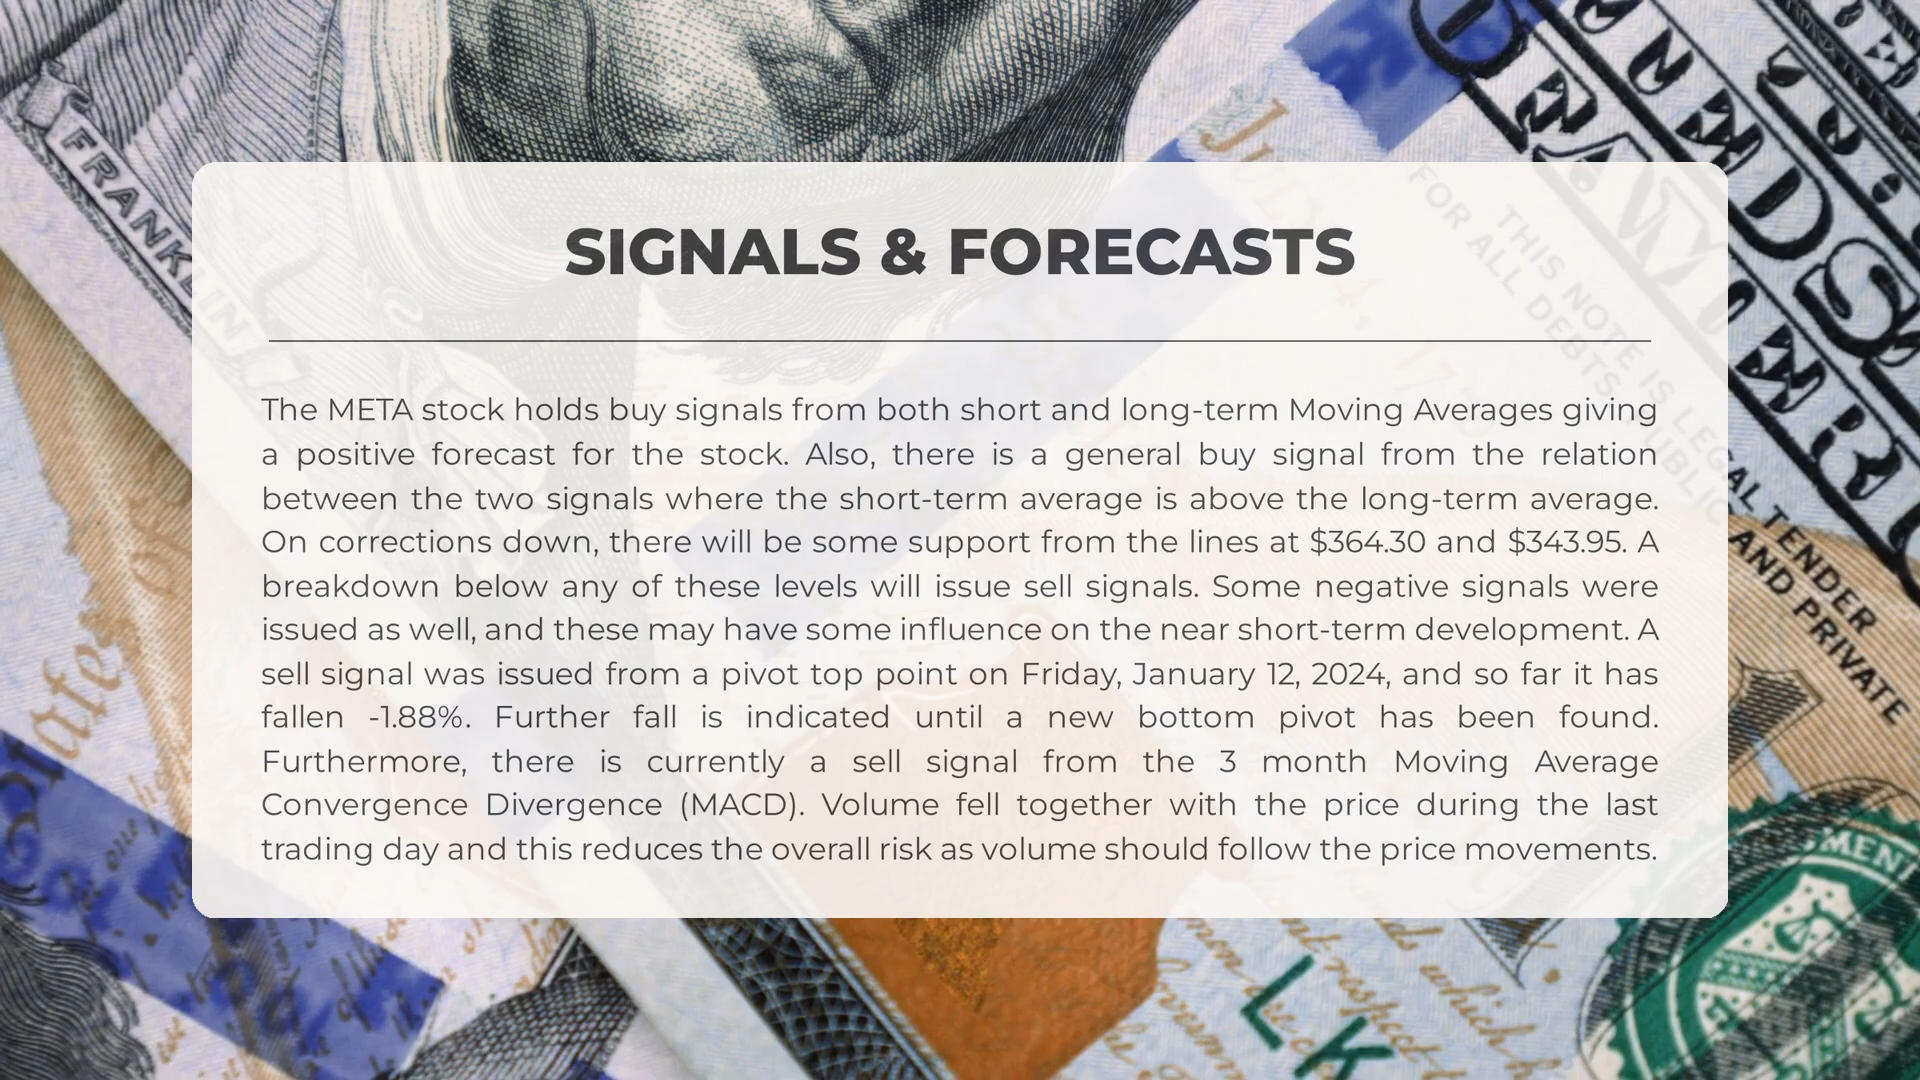 SIGNALS & FORECASTS
The META stock holds buy signals from both short and long-term Moving Averages giving
a positive forecast for the stock. Also, there is a general buy signal from the relation
between the two signals where the short-term average is above the long-term average.
On corrections down, there will be some support from the lines at $364.30 and $343.95. A
breakdown below any of these levels will issue sell signals. Some negative signals were
issued as well, and these may have some influence on the near short-term development. A
sell signal was issued from a pivot top point on Friday, January 12, 2024, and so far it has
fallen -1.88%. Further fall is indicated until a new bottom pivot has been found.
Furthermore, there is currently a sell signal from the 3 month Moving Average
Convergence Divergence (MACD). Volume fell together with the price during the last
trading day and this reduces the overall risk as volume should follow the price movements.
FRANKLIN
JULY 4, 1776
THIS NOTE IS LEGAL TENDER
FOR ALL DEBTS, PUBLIC AND PRIVATE
LK